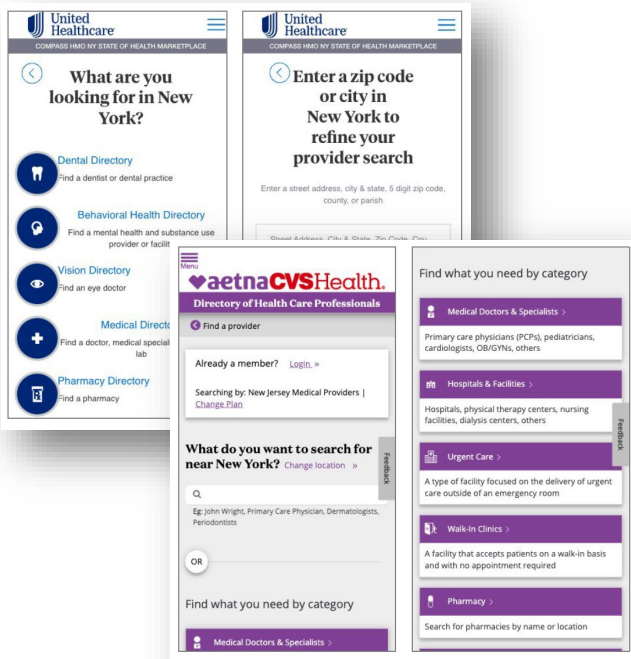 United
Healthcare
COMPASS HMO NY STATE OF HEALTH MARKETPLACE
What are you
looking for in New
York?
Dental Directory
Find a dentist or dental practice
Behavioral Health Directory
Find a mental health and substance use
provider or facilit
Vision Directory
Find an eye doctor
Medical Directo
Find a doctor, medical speciali
lab
Pharmacy Directory
Find a pharmacy
United
Healthcare
COMPASS HMO NY STATE OF HEALTH MARKETPLACE
Enter a zip code
or city in
New York to
refine your
provider search
Enter a street address, city & state, 5 digit zip code,
county, or parish
Street Address, City & State, Zip Code, Cou
Menu
aetna CVSHealth.
Directory of Health Care Professionals
Find a provider
Already a member? Login »
Searching by: New Jersey Medical Providers |
Change Plan
What do you want to search for
near New York? Change location »
Feedback
Eg: John Wright, Primary Care Physician, Dermatologists,
Periodontists
OR
Find what you need by category
Medical Doctors & Specialists >
Find what you need by category
Medical Doctors & Specialists >
Primary care physicians (PCPs), pediatricians,
cardiologists, OB/GYNs, others
Hospitals & Facilities >
Hospitals, physical therapy centers, nursing
facilities, dialysis centers, others
Feedback
Urgent Care >
A type of facility focused on the delivery of urgent
care outside of an emergency room
Walk-In Clinics >
A facility that accepts patients on a walk-in basis
and with no appointment required
Pharmacy >
Search for pharmacies by name or location